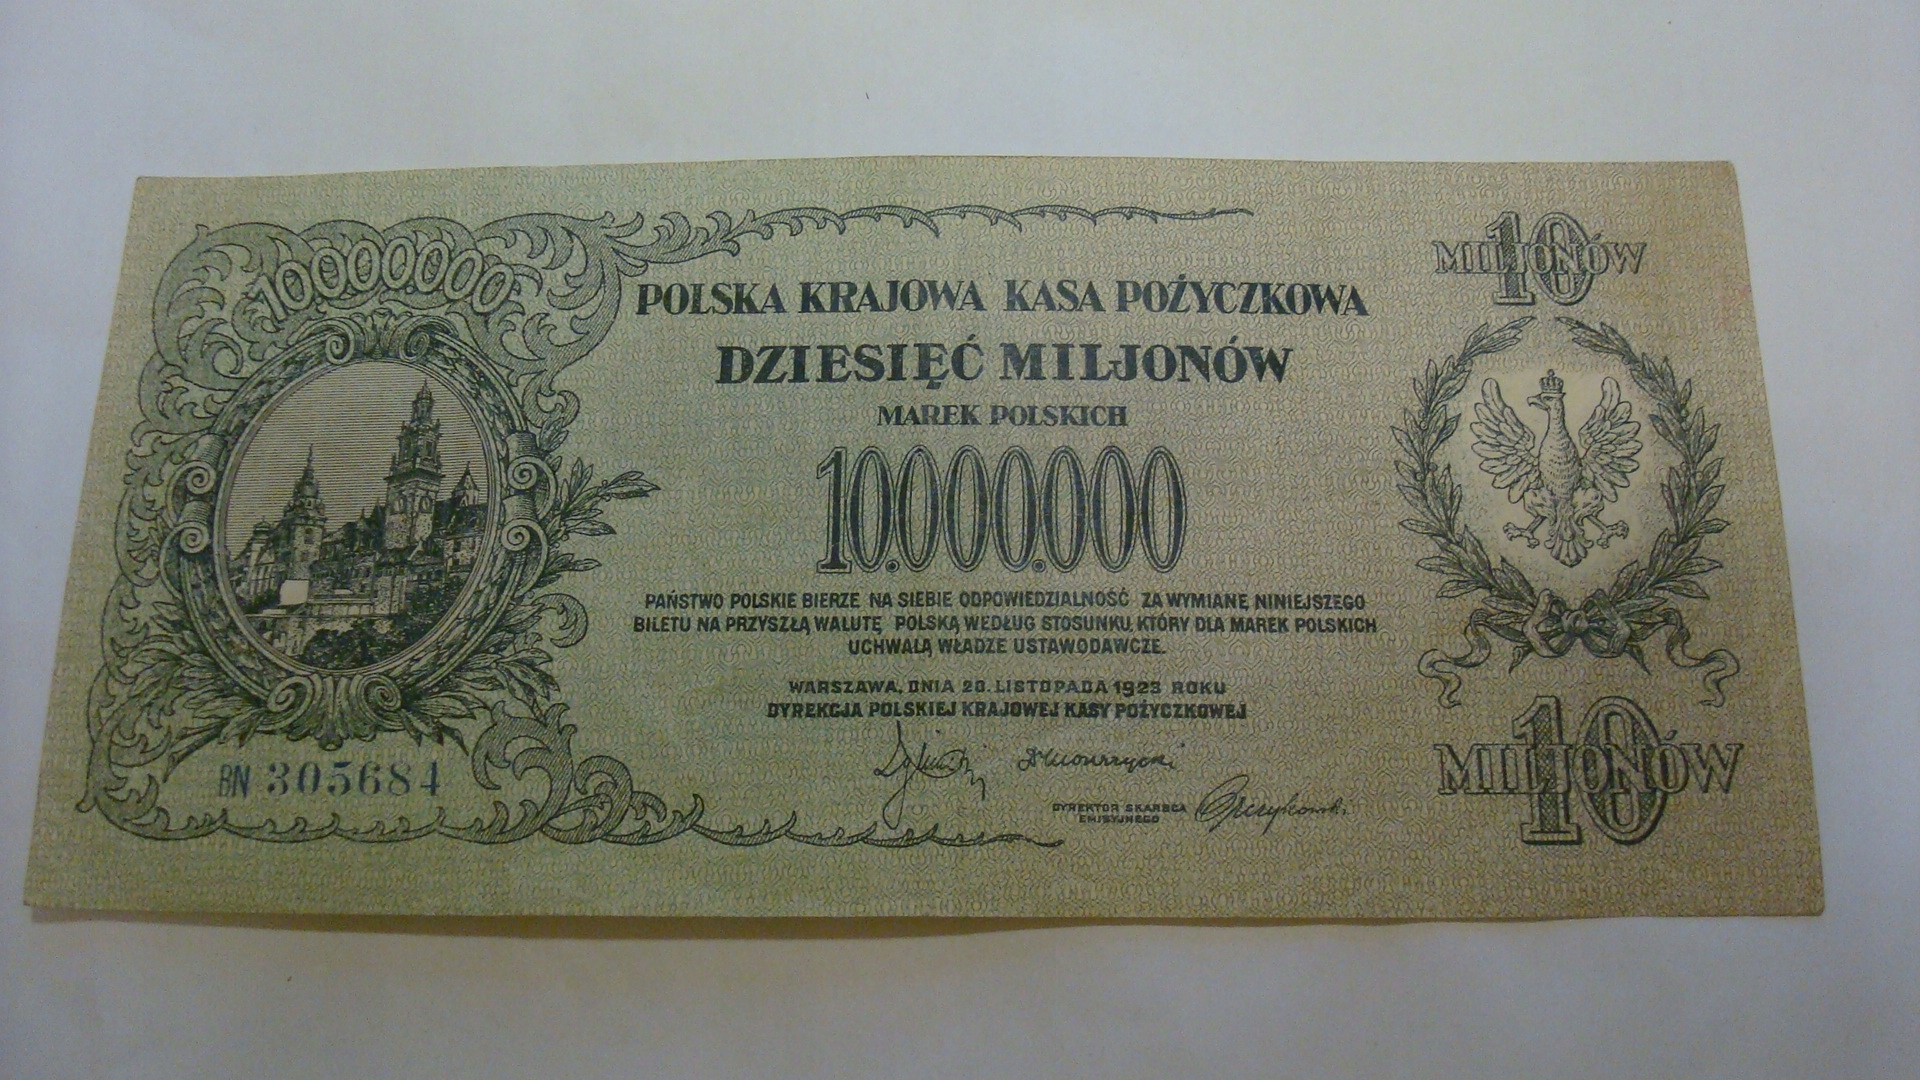 10.000.000
POLSKA KRAJOWA KASA POŻYCZKOWA
DZIESIĘĆ MILJONÓW
MAREK POLSKICH
10.000.000
PAŃSTWO POLSKIE BIERZE NA SIEBIE ODPOWIEDZIALNOŚĆ ZA WYMIANĘ NINIEJSZEGO
BILETU NA PRZYSZŁĄ WALUTĘ POLSKĄ WEDŁUG STOSUNKU, KTÓRY DLA MAREK POLSKICH
UCHWALĄ WŁADZE USTAWODAWCZE.
WARSZAWA, DNIA 20. LISTOPADA 1923 ROKU
DYREKCJA POLSKIEJ KRAJOWEJ KASY POŻYCZKOWEJ
DYREKTOR SKARBCA
EMISYJNEGO
BN 305684
10
MILJONÓW
10
MILJONÓW